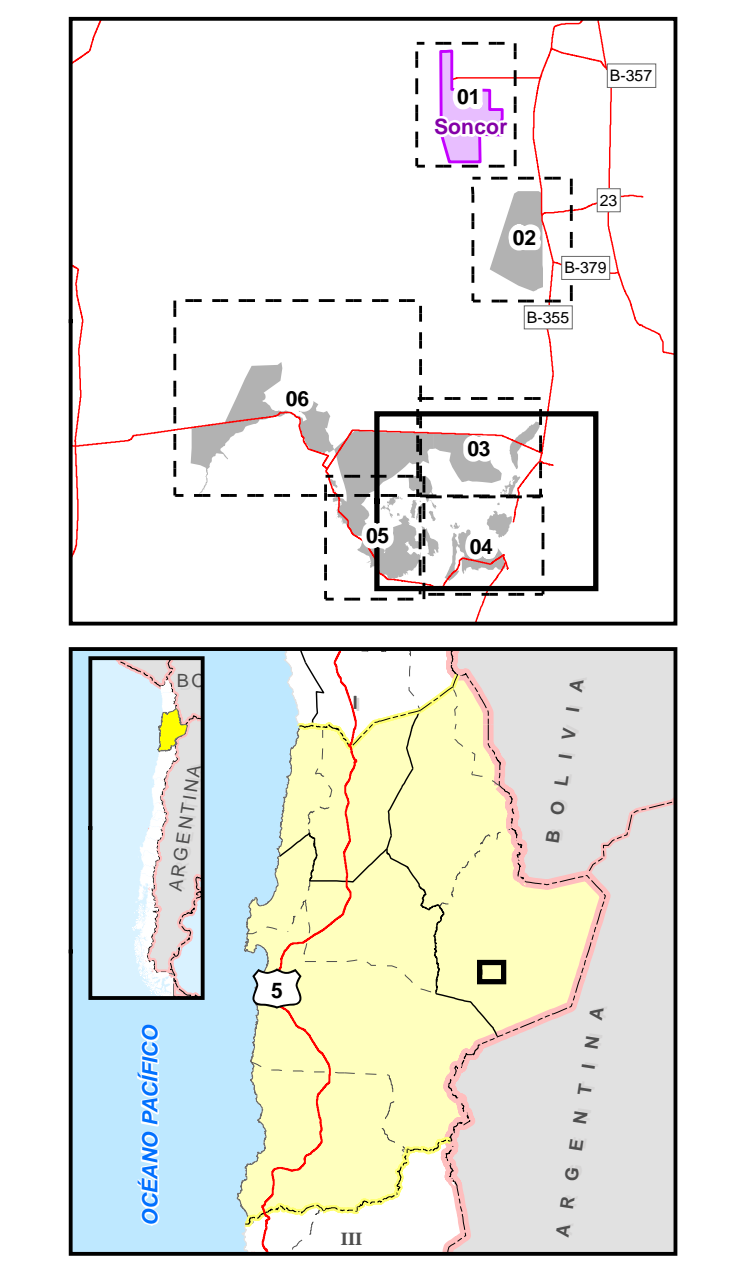 B-357
01
Soncor
23
02
B-379
B-355
06
03
05
04
BO
ARGENTINA
I
BOLIVIA
5
OCÉANO PACÍFICO
ARGENTINA
III